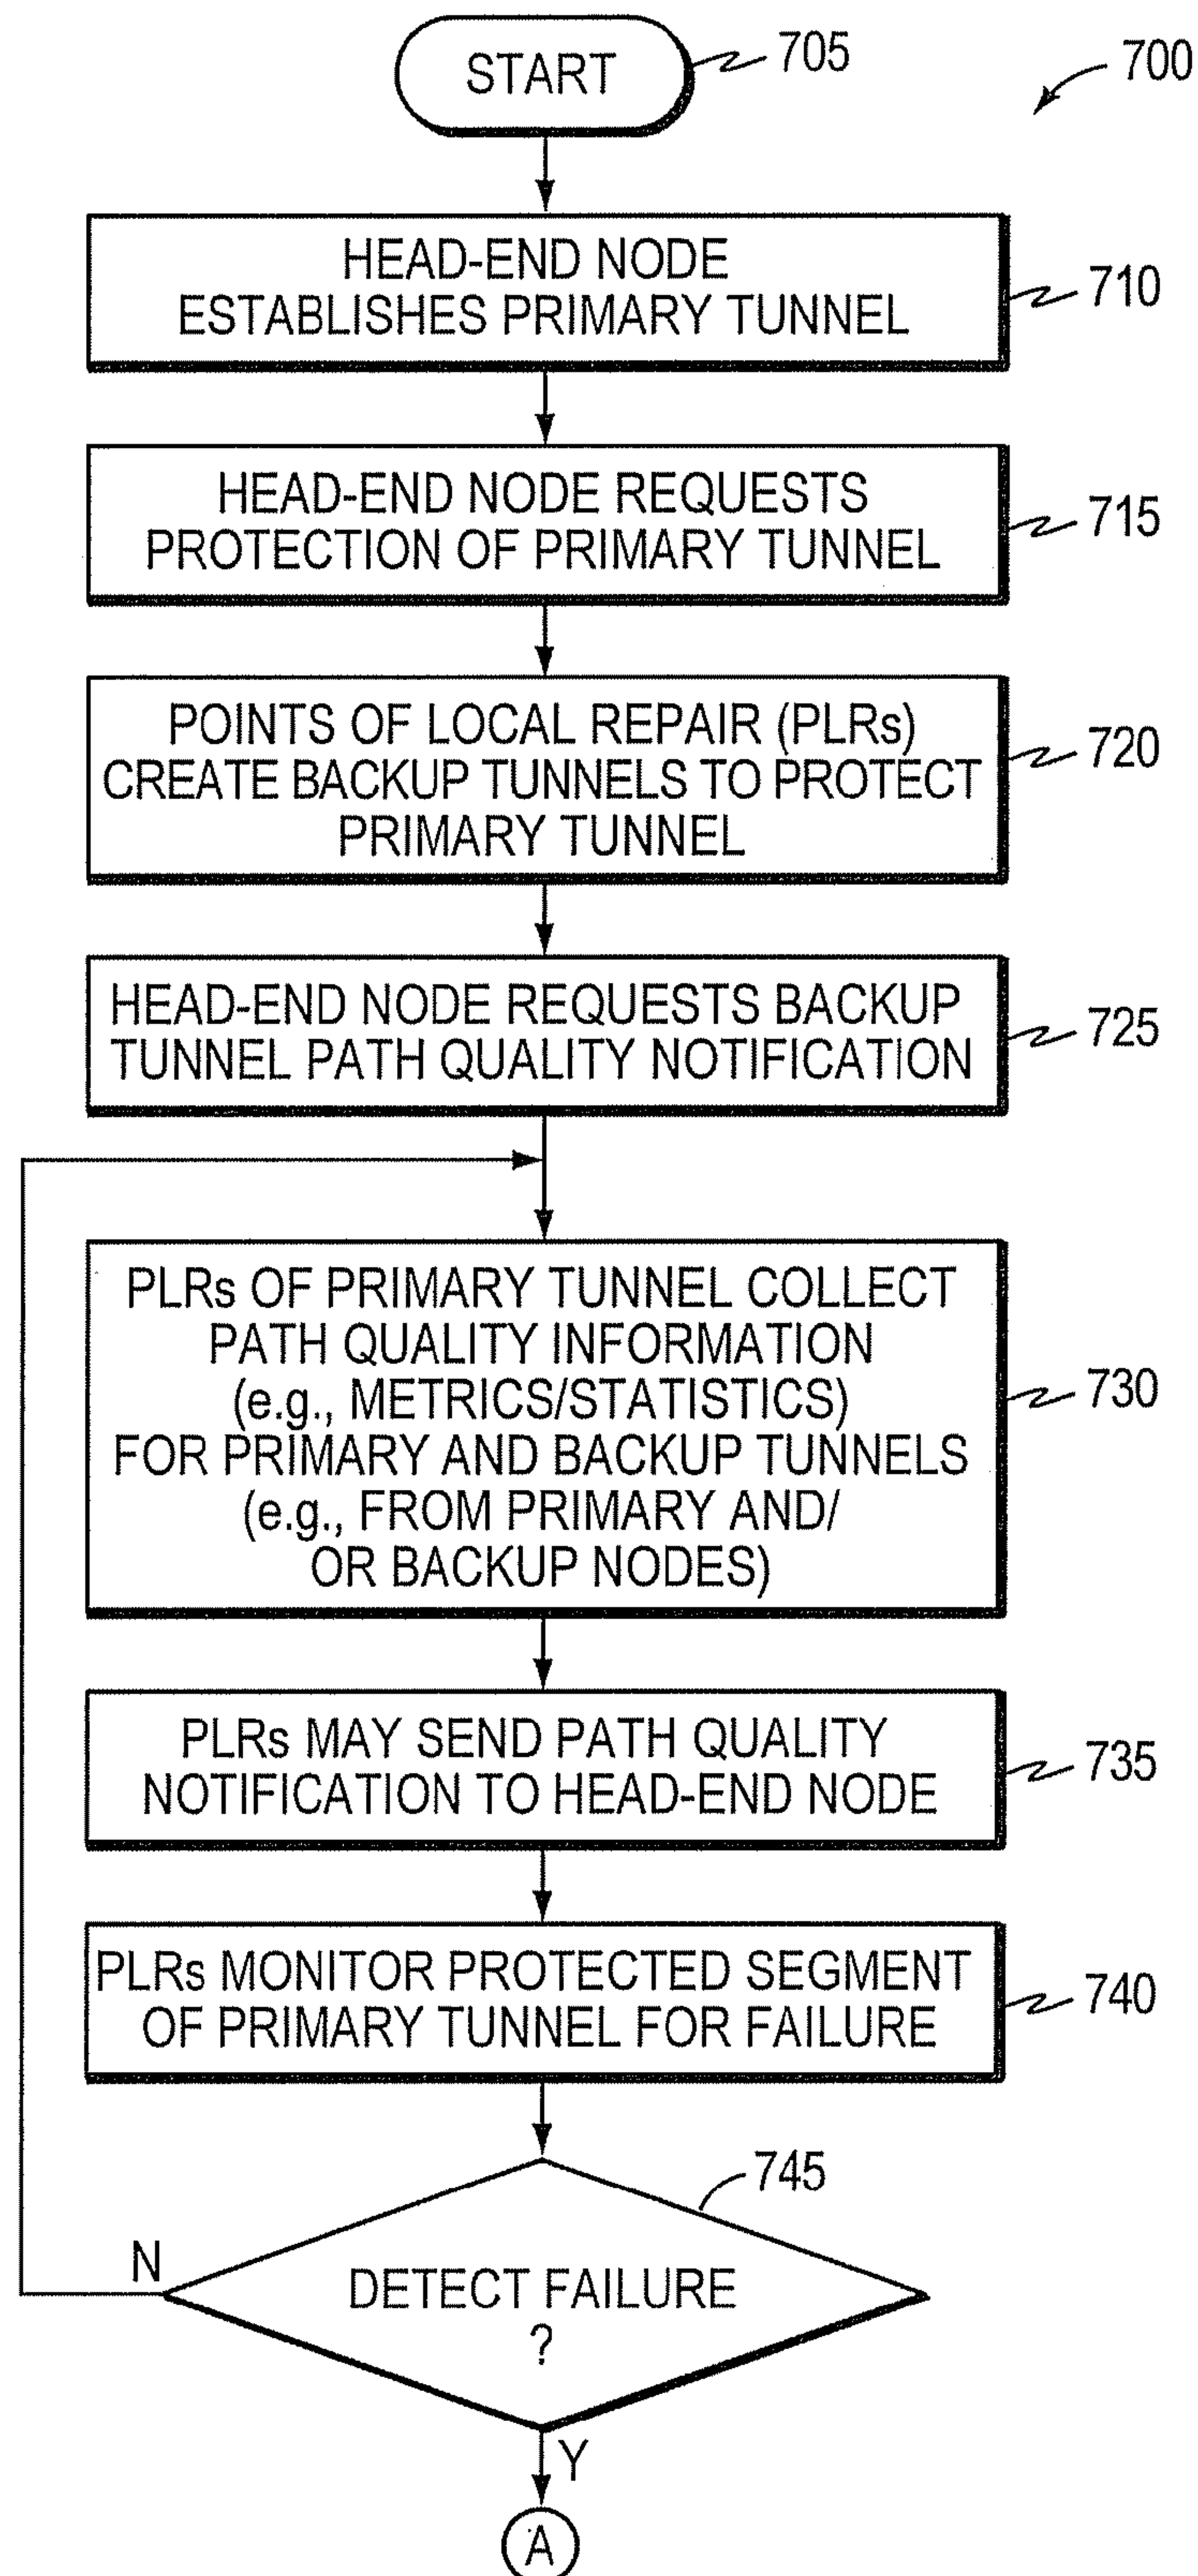 START
705
700
HEAD-END NODE
ESTABLISHES PRIMARY TUNNEL
710
HEAD-END NODE REQUESTS
PROTECTION OF PRIMARY TUNNEL
715
POINTS OF LOCAL REPAIR (PLRs)
CREATE BACKUP TUNNELS TO PROTECT
PRIMARY TUNNEL
720
HEAD-END NODE REQUESTS BACKUP
TUNNEL PATH QUALITY NOTIFICATION
725
PLRs OF PRIMARY TUNNEL COLLECT
PATH QUALITY INFORMATION
(e.g., METRICS/STATISTICS)
FOR PRIMARY AND BACKUP TUNNELS
(e.g., FROM PRIMARY AND/
OR BACKUP NODES)
730
PLRs MAY SEND PATH QUALITY
NOTIFICATION TO HEAD-END NODE
735
PLRs MONITOR PROTECTED SEGMENT
OF PRIMARY TUNNEL FOR FAILURE
740
745
N
DETECT FAILURE
?
Y
A